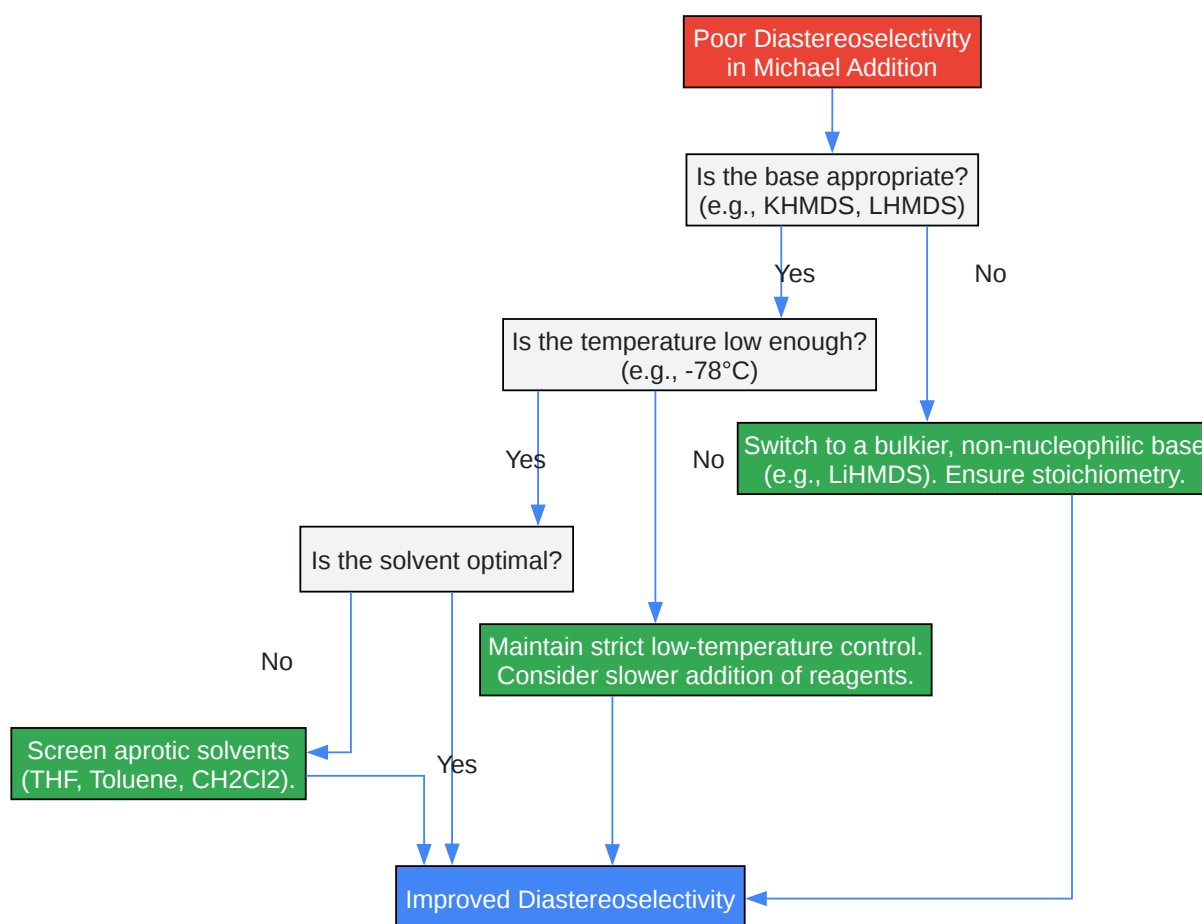 Poor Diastereoselectivity
in Michael Addition
Is the base appropriate?
(e.g., KHMDS, LHMDS)
Yes
No
Is the temperature low enough?
(e.g., -78°C)
Yes
No
Switch to a bulkier, non-nucleophilic base
(e.g., LiHMDS). Ensure stoichiometry.
Is the solvent optimal?
No
Maintain strict low-temperature control.
Consider slower addition of reagents.
Screen aprotic solvents
(THF, Toluene, CH2Cl2).
Yes
Improved Diastereoselectivity